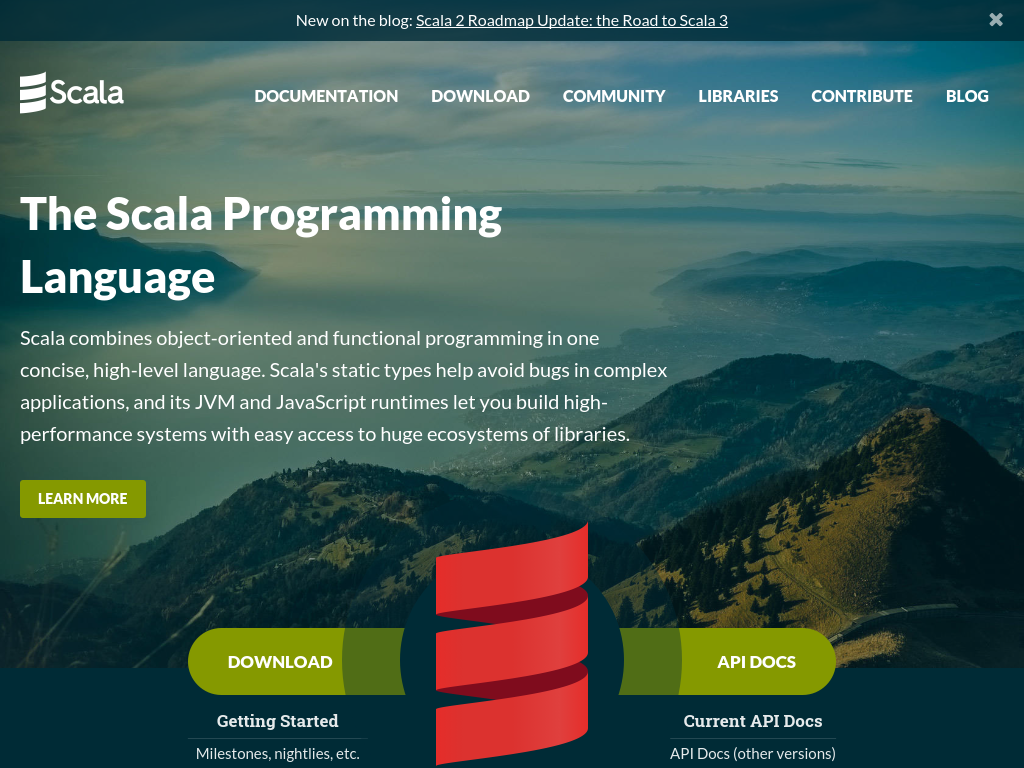 New on the blog: Scala 2 Roadmap Update: the Road to Scala 3
Scala
DOCUMENTATION DOWNLOAD COMMUNITY LIBRARIES CONTRIBUTE BLOG
The Scala Programming
Language
Scala combines object-oriented and functional programming in one
concise, high-level language. Scala's static types help avoid bugs in complex
applications, and its JVM and JavaScript runtimes let you build high-
performance systems with easy access to huge ecosystems of libraries.
LEARN MORE
DOWNLOAD
API DOCS
Getting Started
Current API Docs
Milestones, nightlies, etc.
API Docs (other versions)